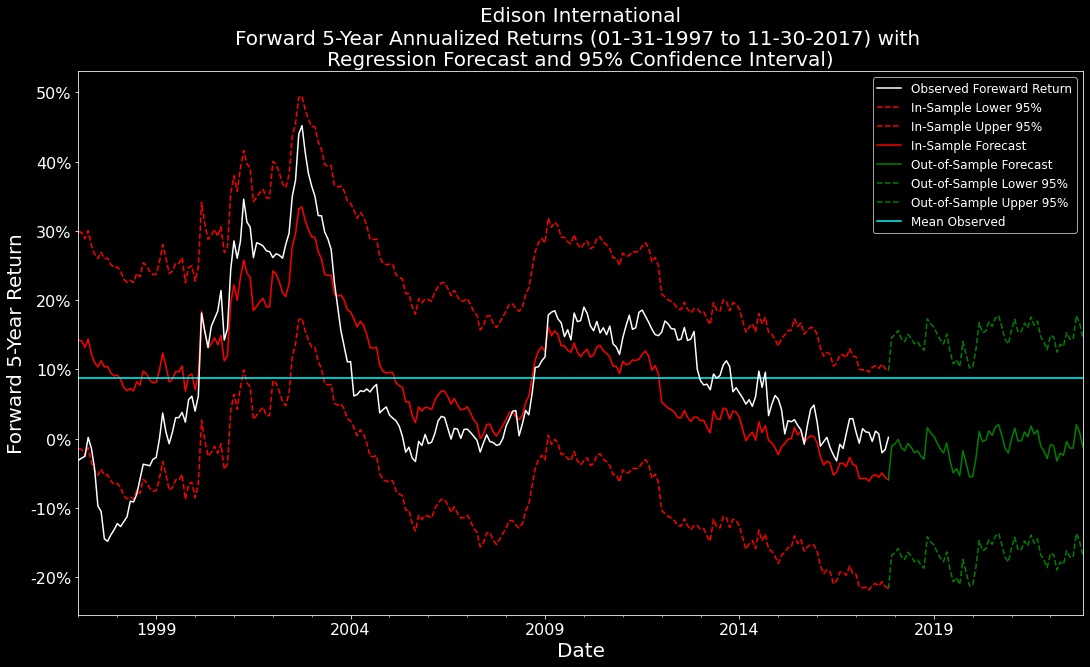 Edison International
Forward 5-Year Annualized Returns (01-31-1997 to 11-30-2017) with
Regression Forecast and 95% Confidence Interval)
Forward 5-Year Return
50%
40%
30%
20%
10%
0%
-10%
-20%
Observed Foreward Return
In-Sample Lower 95%
In-Sample Upper 95%
In-Sample Forecast
Out-of-Sample Forecast
Out-of-Sample Lower 95%
Out-of-Sample Upper 95%
Mean Observed
1999 2004 2009 2014 2019
Date